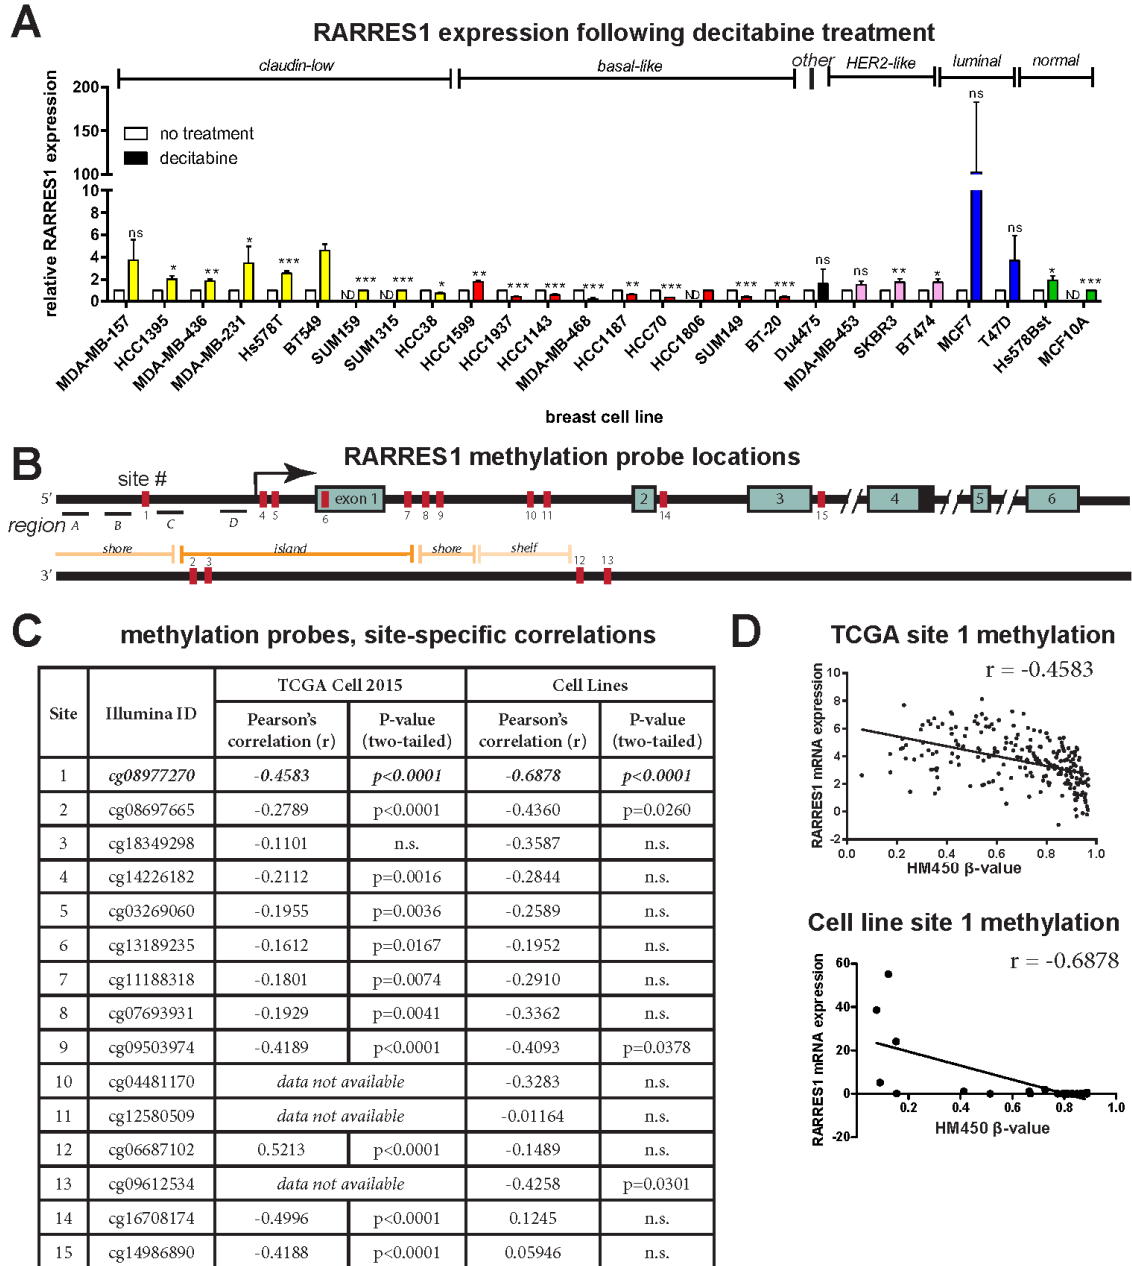 A
RARRES1 expression following decitabine treatment
claudin-low basal-like other HER2-like luminal normal
relative RARRES1 expression
200
150
100
10
8
6
4
2
0
no treatment
decitabine
ns * ** * *** ND *** ND *** * ** *** *** *** ** *** ND *** *** ns ns ** * ns ns * ND ***
MDA-MB-157
HCC1395
MDA-MB-436
MDA-MB-231
Hs578T
BT549
SUM159
SUM1315
HCC38
HCC1599
HCC1937
HCC1143
MDA-MB-468
HCC1187
HCC70
HCC1806
SUM149
BT-20
Du4475
MDA-MB-453
SKBR3
BT474
MCF7
T47D
Hs578Bst
MCF10A
breast cell line
B
RARRES1 methylation probe locations
site #
5′ exon 1 2 3 4 5 6
region A B 1 C D 4 5 6 7 8 9 10 11 14 15
shore island shore shelf
2 3 12 13
3′
C
methylation probes, site-specific correlations
Site Illumina ID TCGA Cell 2015 Cell Lines
Pearson's correlation (r) P-value (two-tailed) Pearson's correlation (r) P-value (two-tailed)
1 cg08977270 -0.4583 p<0.0001 -0.6878 p<0.0001
2 cg08697665 -0.2789 p<0.0001 -0.4360 p=0.0260
3 cg18349298 -0.1101 n.s. -0.3587 n.s.
4 cg14226182 -0.2112 p=0.0016 -0.2844 n.s.
5 cg03269060 -0.1955 p=0.0036 -0.2589 n.s.
6 cg13189235 -0.1612 p=0.0167 -0.1952 n.s.
7 cg11188318 -0.1801 p=0.0074 -0.2910 n.s.
8 cg07693931 -0.1929 p=0.0041 -0.3362 n.s.
9 cg09503974 -0.4189 p<0.0001 -0.4093 p=0.0378
10 cg04481170 data not available -0.3283 n.s.
11 cg12580509 data not available -0.01164 n.s.
12 cg06687102 0.5213 p<0.0001 -0.1489 n.s.
13 cg09612534 data not available -0.4258 p=0.0301
14 cg16708174 -0.4996 p<0.0001 0.1245 n.s.
15 cg14986890 -0.4188 p<0.0001 0.05946 n.s.
D
TCGA site 1 methylation
r = -0.4583
RARRES1 mRNA expression
10
8
6
4
2
0
-2
0.0 0.2 0.4 0.6 0.8 1.0
HM450 β-value
Cell line site 1 methylation
r = -0.6878
RARRES1 mRNA expression
60
40
20
0
-20
0.2 0.4 0.6 0.8 1.0
HM450 β-value